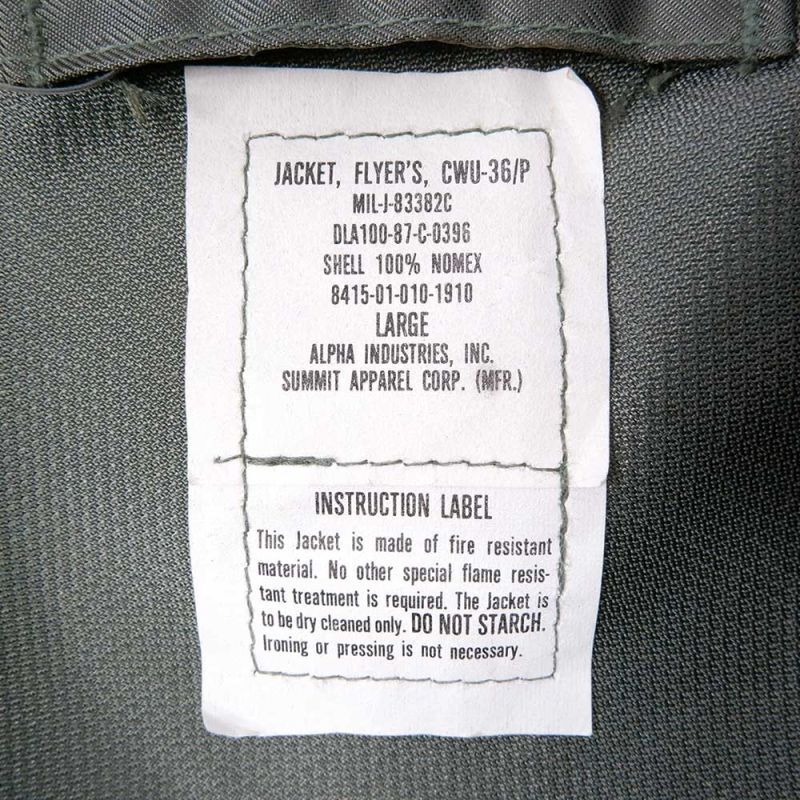 JACKET, FLYER'S, CWU-36/P
MIL-J-83382C
DLA100-87-C-0396
SHELL 100% NOMEX
8415-01-010-1910
LARGE
ALPHA INDUSTRIES, INC.
SUMMIT APPAREL CORP. (MFR.)
INSTRUCTION LABEL
This Jacket is made of fire resistant
material. No other special flame resis-
tant treatment is required. The Jacket is
to be dry cleaned only. DO NOT STARCH.
Ironing or pressing is not necessary.